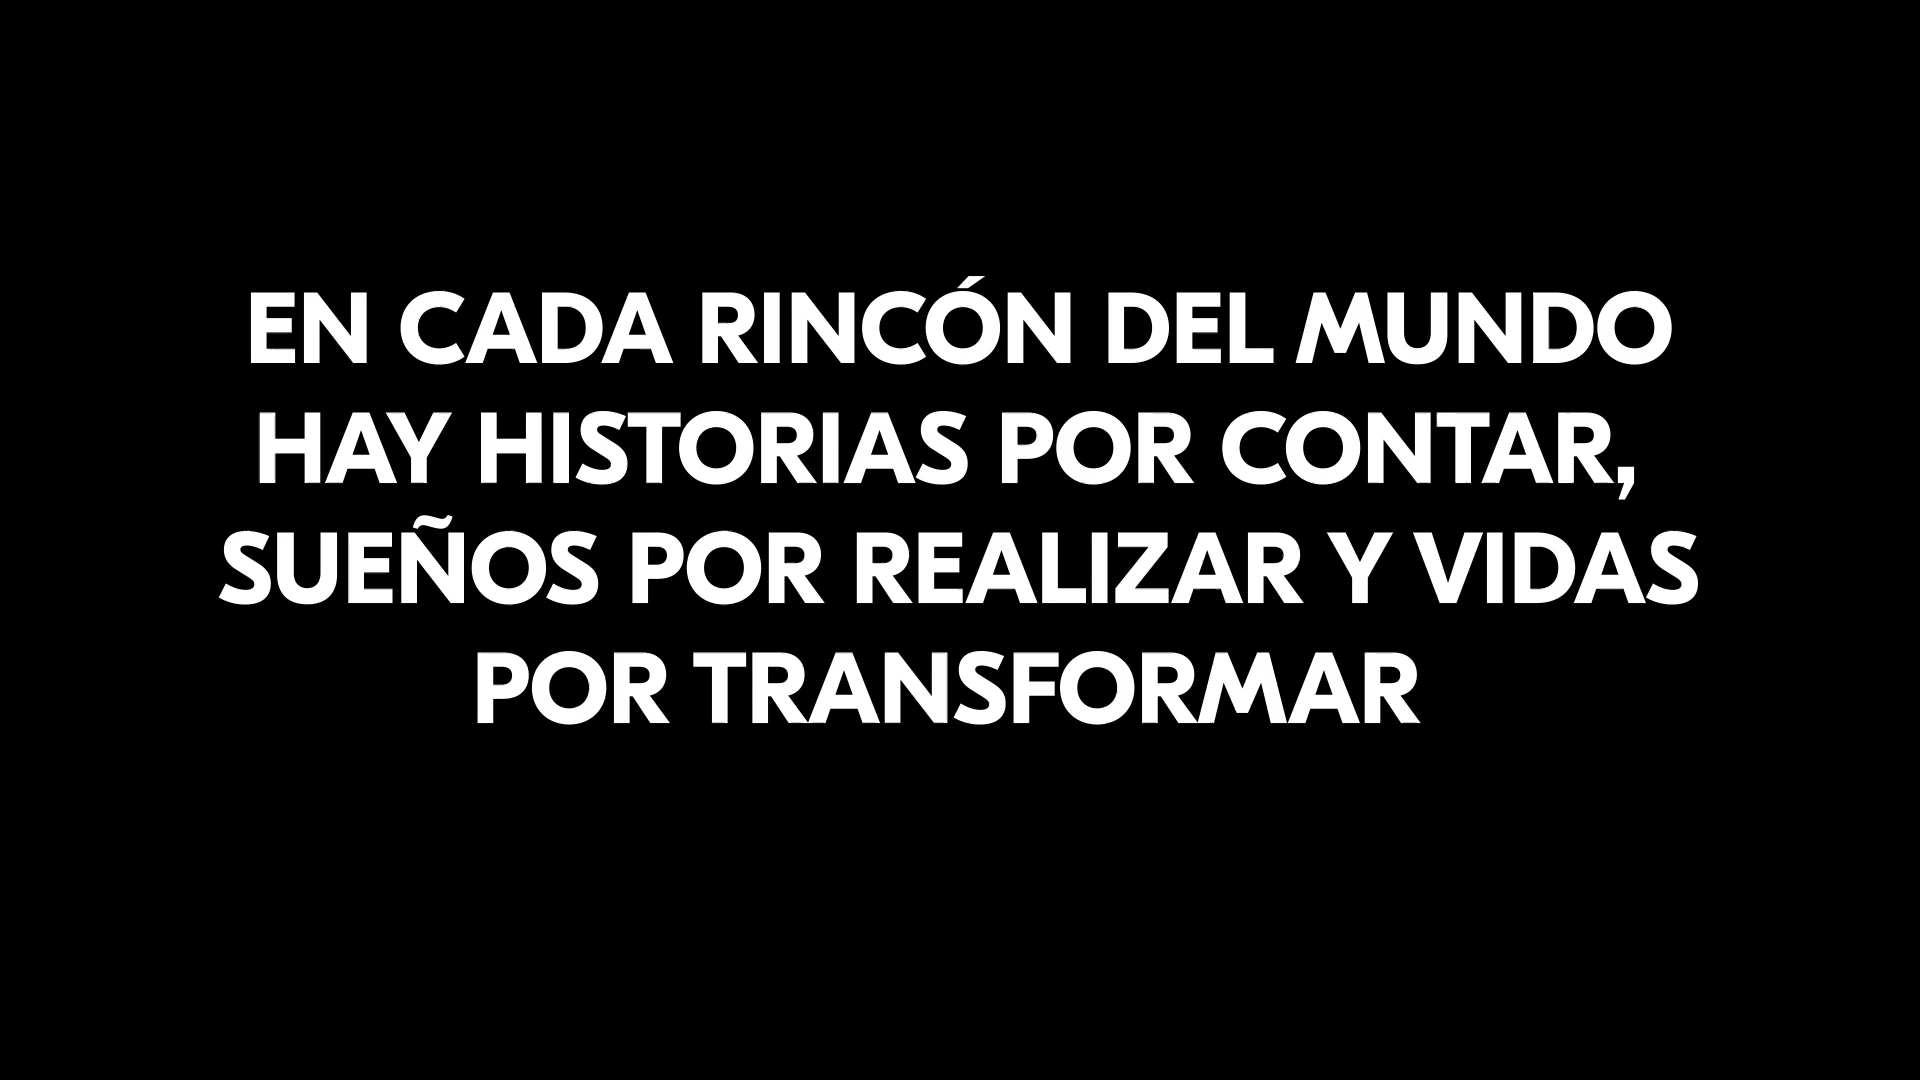 EN CADA RINCÓN DEL MUNDO
HAY HISTORIAS POR CONTAR,
SUEÑOS POR REALIZAR Y VIDAS
POR TRANSFORMAR